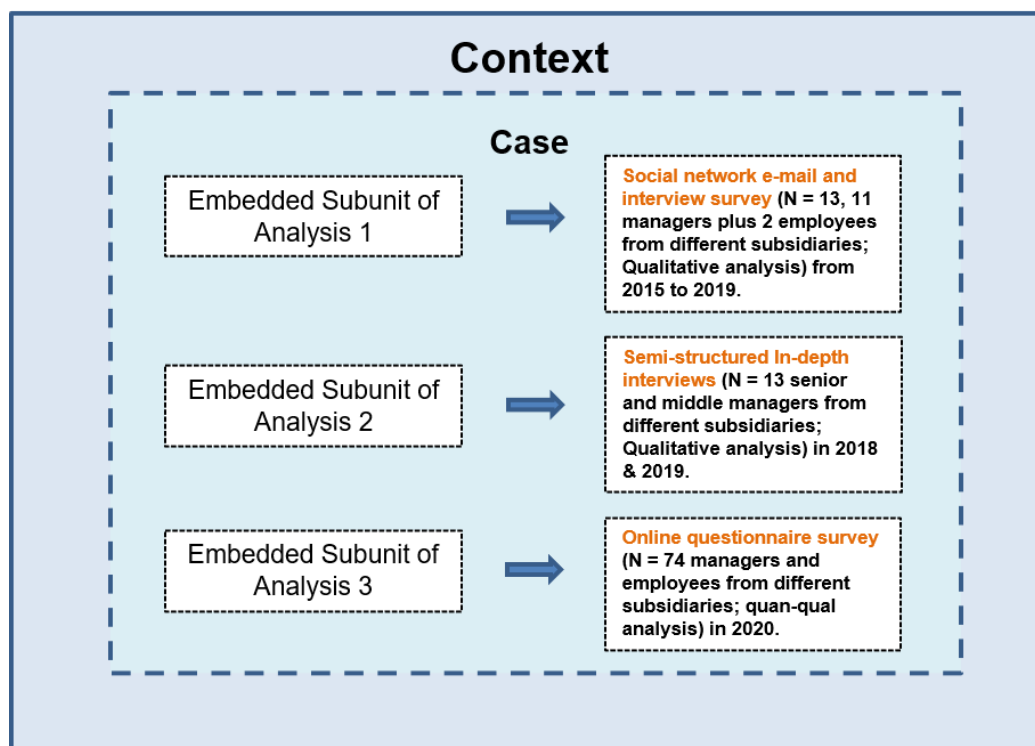 Context
Case
Embedded Subunit of
Analysis 1
Social network e-mail and
interview survey (N = 13, 11
managers plus 2 employees
from different subsidiaries;
Qualitative analysis) from
2015 to 2019.
Embedded Subunit of
Analysis 2
Semi-structured In-depth
interviews (N = 13 senior
and middle managers from
different subsidiaries;
Qualitative analysis) in 2018
& 2019.
Embedded Subunit of
Analysis 3
Online questionnaire survey
(N = 74 managers and
employees from different
subsidiaries; quan-qual
analysis) in 2020.